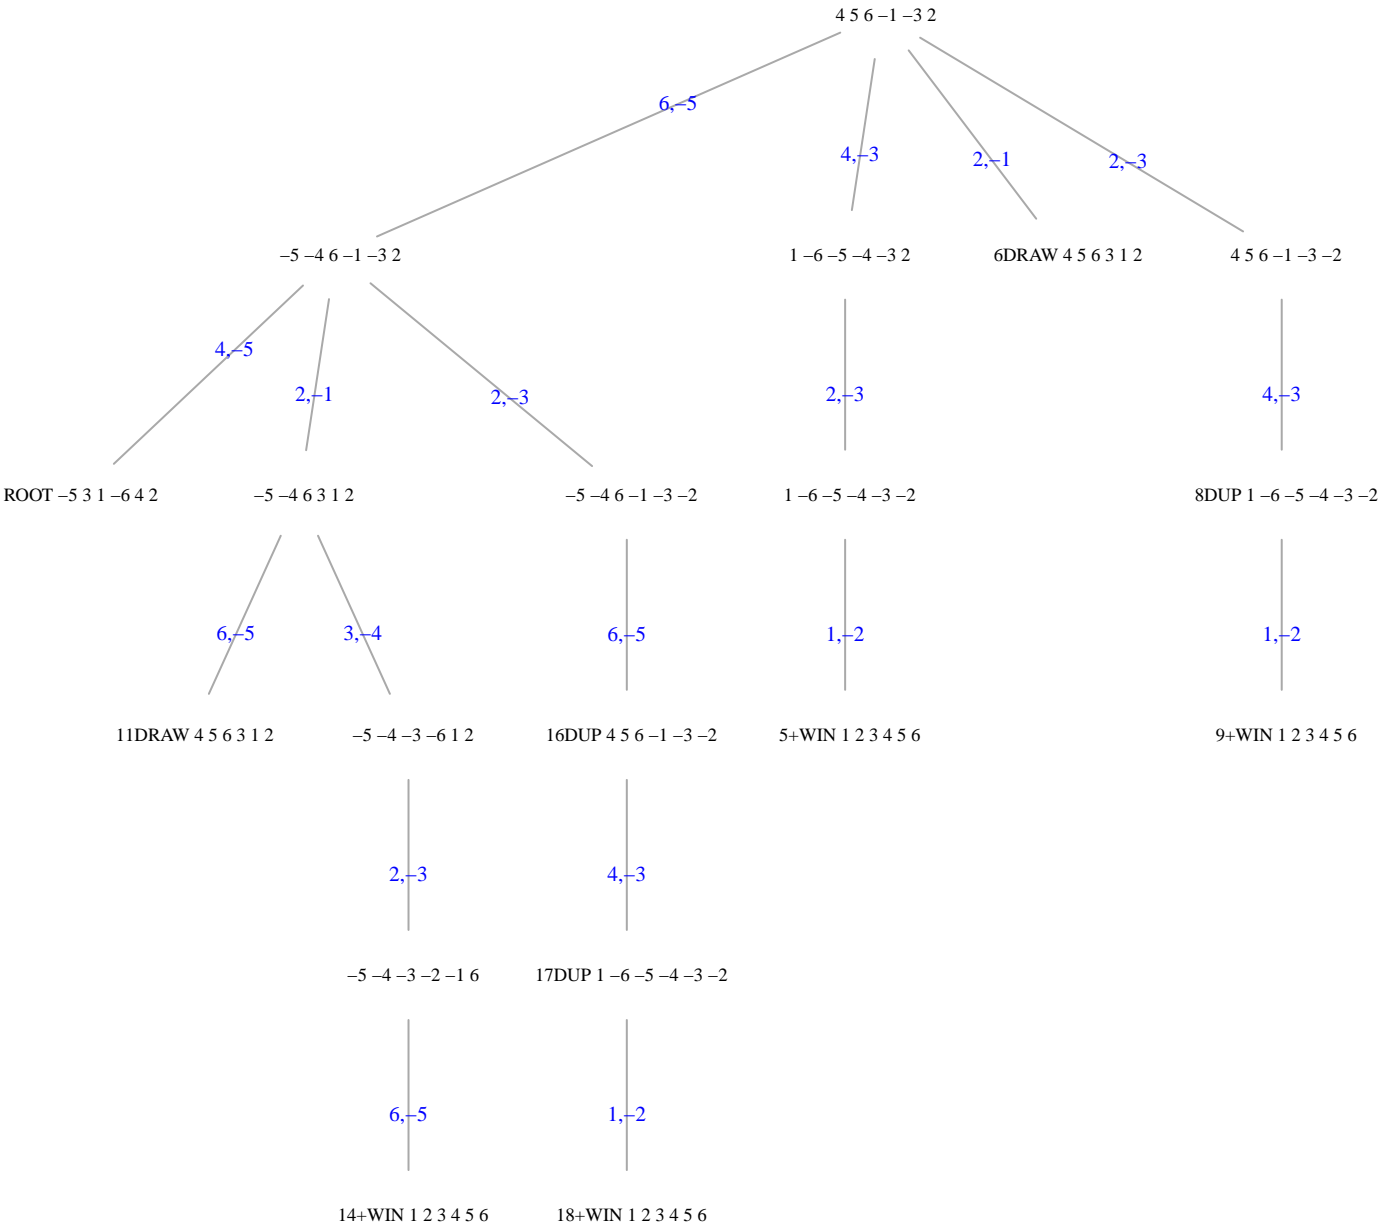 4 5 6 –1 –3 2
6,–5
4,–3
2,–1
2,–3
–5 –4 6 –1 –3 2
1 –6 –5 –4 –3 2
6DRAW 4 5 6 3 1 2
4 5 6 –1 –3 –2
4,–5
2,–1
2,–3
2,–3
4,–3
ROOT –5 3 1 –6 4 2
–5 –4 6 3 1 2
–5 –4 6 –1 –3 –2
1 –6 –5 –4 –3 –2
8DUP 1 –6 –5 –4 –3 –2
6,–5
3,–4
6,–5
1,–2
1,–2
11DRAW 4 5 6 3 1 2
–5 –4 –3 –6 1 2
16DUP 4 5 6 –1 –3 –2
5+WIN 1 2 3 4 5 6
9+WIN 1 2 3 4 5 6
2,–3
4,–3
–5 –4 –3 –2 –1 6
17DUP 1 –6 –5 –4 –3 –2
6,–5
1,–2
14+WIN 1 2 3 4 5 6
18+WIN 1 2 3 4 5 6